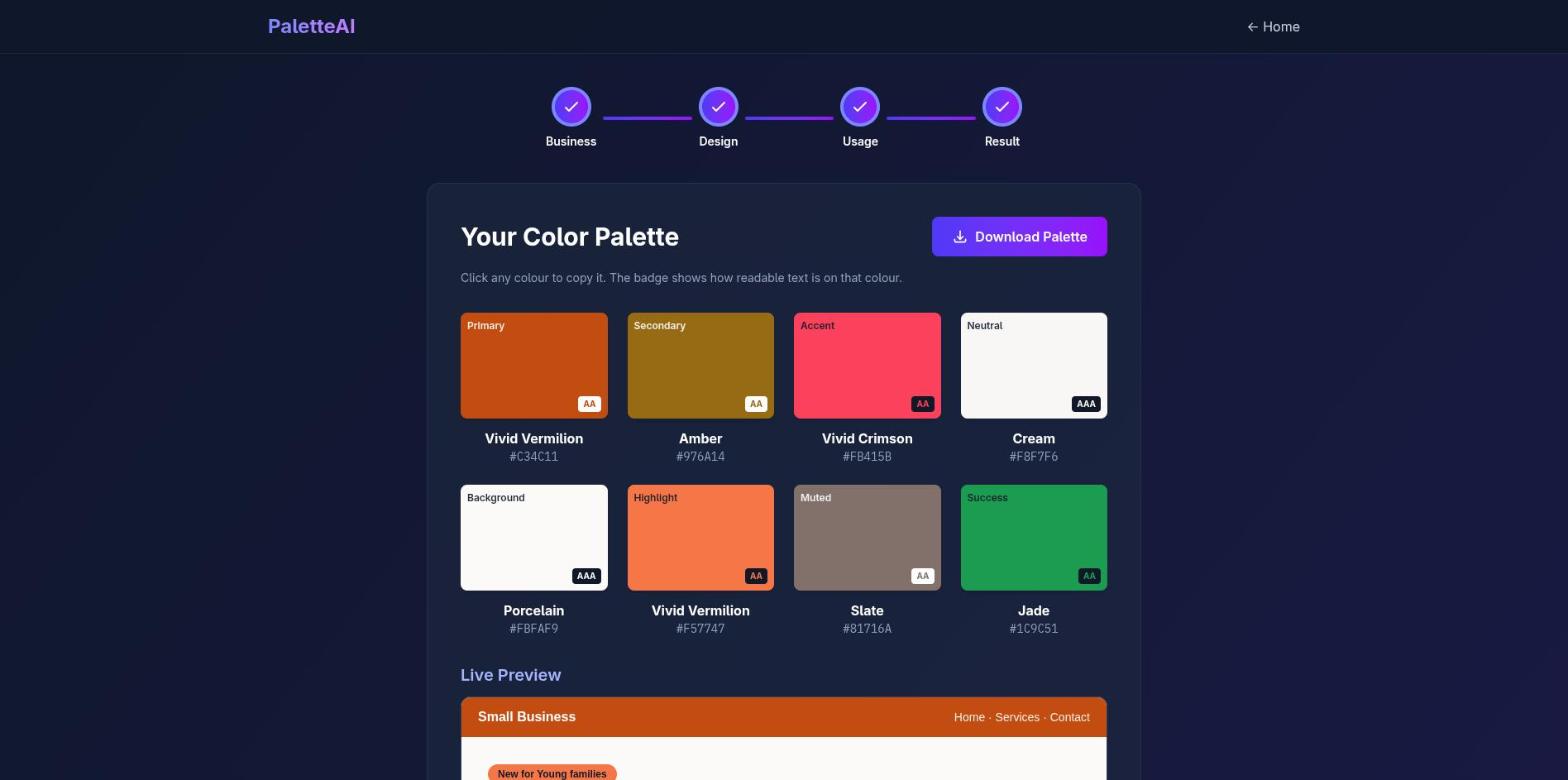 PaletteAI
← Home
Business
Design
Usage
Result
Your Color Palette
Download Palette
Click any colour to copy it. The badge shows how readable text is on that colour.
Primary
AA
Secondary
AA
Accent
AA
Neutral
AAA
Vivid Vermilion
#C34C11
Amber
#976A14
Vivid Crimson
#FB415B
Cream
#F8F7F6
Background
AAA
Highlight
AA
Muted
AA
Success
AA
Porcelain
#FBFAF9
Vivid Vermilion
#F57747
Slate
#81716A
Jade
#1C9C51
Live Preview
Small Business
Home · Services · Contact
New for Young families